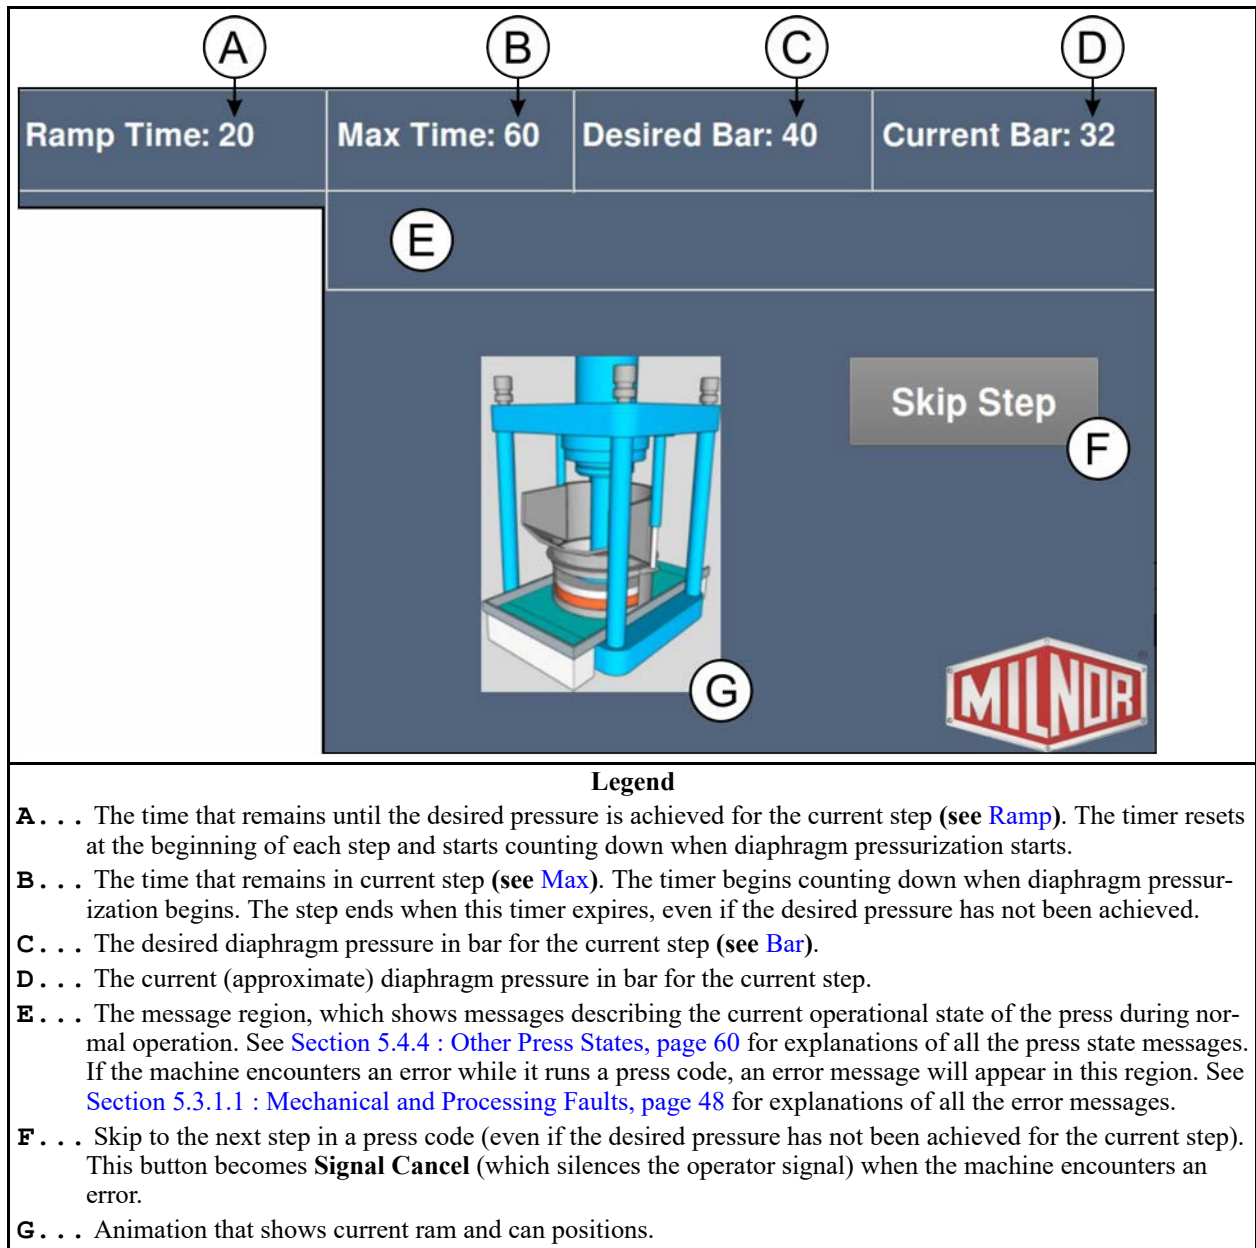 A B C D
Ramp Time: 20 Max Time: 60 Desired Bar: 40 Current Bar: 32
E
Skip Step
F
G
MILNOR
®
Legend
A... The time that remains until the desired pressure is achieved for the current step (see Ramp). The timer resets
at the beginning of each step and starts counting down when diaphragm pressurization starts.
B... The time that remains in current step (see Max). The timer begins counting down when diaphragm pressur-
ization begins. The step ends when this timer expires, even if the desired pressure has not been achieved.
C... The desired diaphragm pressure in bar for the current step (see Bar).
D... The current (approximate) diaphragm pressure in bar for the current step.
E... The message region, which shows messages describing the current operational state of the press during nor-
mal operation. See Section 5.4.4 : Other Press States, page 60 for explanations of all the press state messages.
If the machine encounters an error while it runs a press code, an error message will appear in this region. See
Section 5.3.1.1 : Mechanical and Processing Faults, page 48 for explanations of all the error messages.
F... Skip to the next step in a press code (even if the desired pressure has not been achieved for the current step).
This button becomes Signal Cancel (which silences the operator signal) when the machine encounters an
error.
G... Animation that shows current ram and can positions.